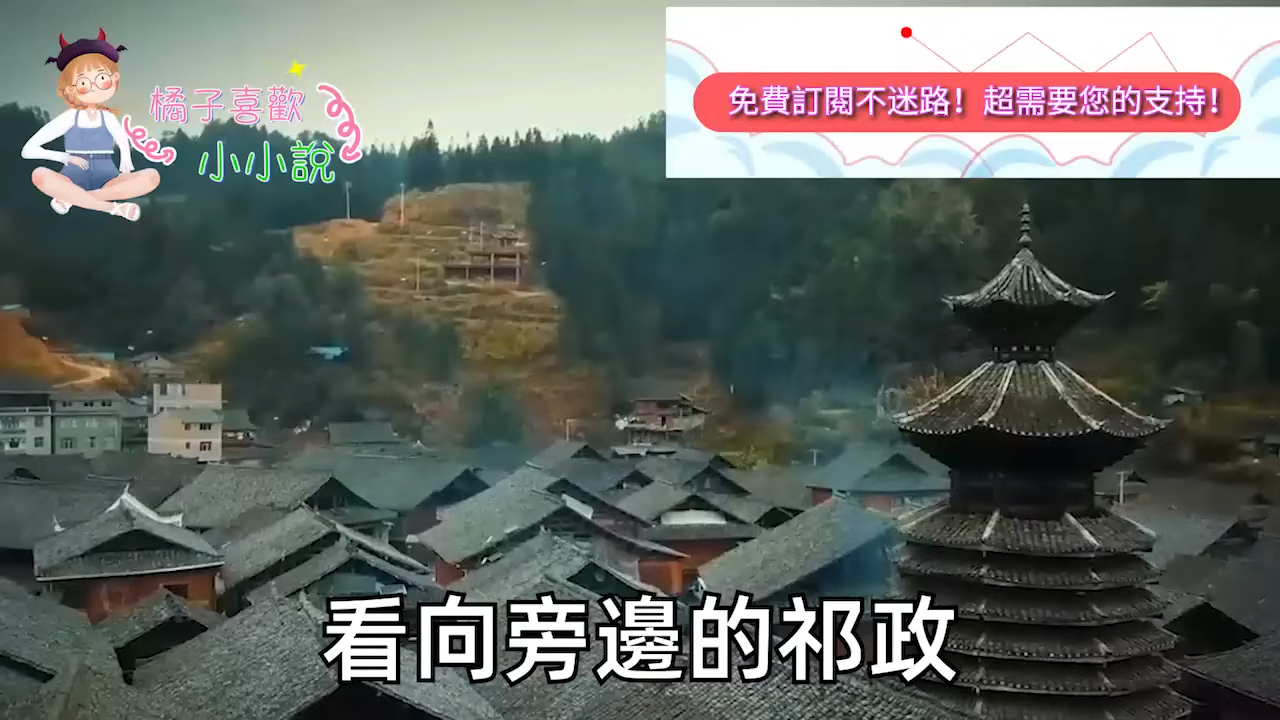 橘子喜歡
小小說
免費訂閱不迷路！超需要您的支持！
看向旁邊的祁政